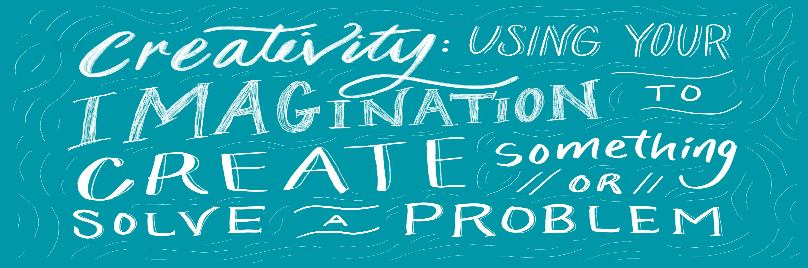 Creativity: USING YOUR
IMAGINATION TO
CREATE something
// OR //
SOLVE A PROBLEM